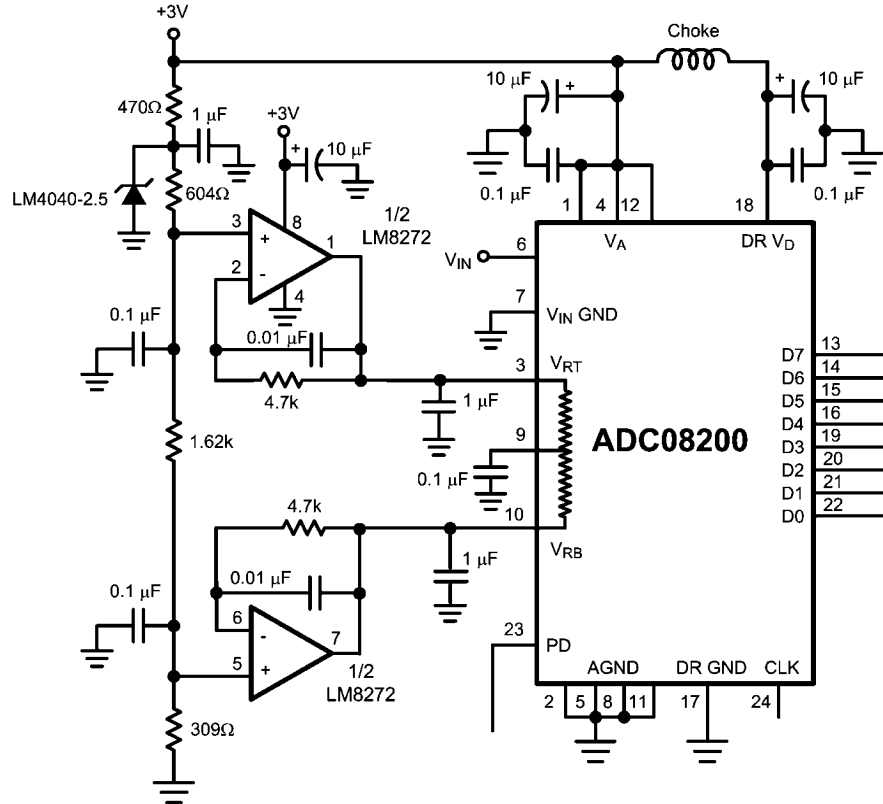 +3V
Choke
470Ω
1 µF
+3V
10 µF
+
10 µF
+
+
10 µF
0.1 µF
0.1 µF
LM4040-2.5
604Ω
1/2
LM8272
3
+
8
1
2
-
4
1
4
12
18
V_A
DR V_D
V_IN
6
7
V_IN GND
0.1 µF
0.01 µF
4.7k
3
V_RT
1 µF
1.62k
9
0.1 µF
ADC08200
D7
13
D6
14
D5
15
D4
16
D3
19
D2
20
D1
21
D0
22
4.7k
10
V_RB
0.1 µF
0.01 µF
1 µF
6
-
7
5
+
1/2
LM8272
23
PD
AGND
DR GND
CLK
2
5
8
11
17
24
309Ω